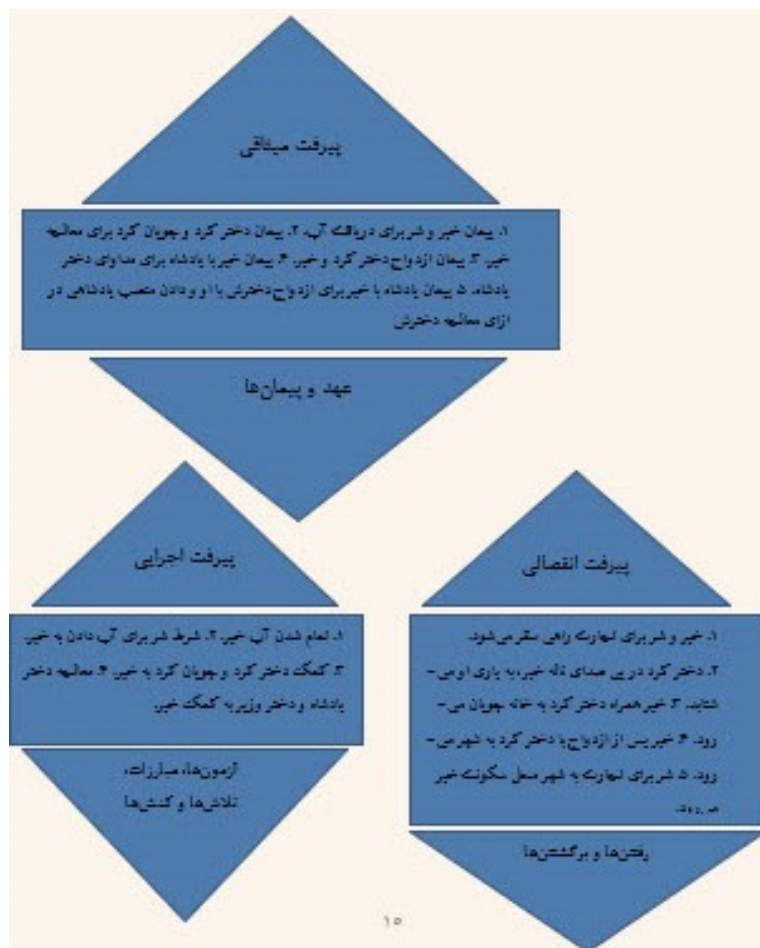 پیرفت میثاقی
۱. پیمان خیر و شر برای دریافت آب. ۲. پیمان دختر کرد و چوپان کرد برای معالجه
خیر. ۳. پیمان ازدواج دختر کرد و خیر. ۴. پیمان خیر با پادشاه برای مداوای دختر
پادشاه. ۵. پیمان پادشاه با خیر برای ازدواج دخترش با او و دادن منصب پادشاهی در
ازای معالجه دخترش
عهد و پیمان‌ها
پیرفت اجرایی
۱. تمام شدن آب خیر. ۲. شرط شر برای آب دادن به خیر.
۳. کمک دختر کرد و چوپان کرد به خیر. ۴. معالجه دختر
پادشاه و دختر وزیر به کمک خیر.
آزمون‌ها، مبارزات،
تلاش‌ها و کنش‌ها
پیرفت انفصالی
۱. خیر و شر برای تجارت راهی سفر می‌شود.
۲. دختر کرد در پی صدای ناله خیر، به یاری او می-
شتابد. ۳. خیر همراه دختر کرد به خانه چوپان می-
رود. ۴. خیر پس از ازدواج با دختر کرد به شهر می-
رود. ۵. شر برای تجارت به شهر محل سکونت خیر
می‌رود.
رفتن‌ها و برگشتن‌ها
۱۵